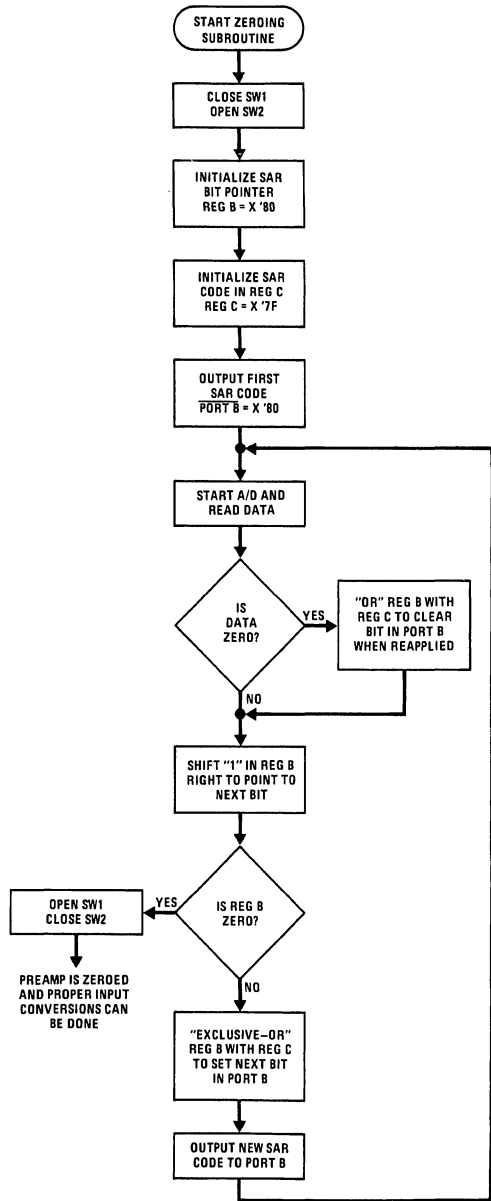 START ZEROING
SUBROUTINE
CLOSE SW1
OPEN SW2
INITIALIZE SAR
BIT POINTER
REG B = X '80
INITIALIZE SAR
CODE IN REG C
REG C = X '7F
OUTPUT FIRST
SAR CODE
PORT B = X '80
START A/D AND
READ DATA
IS
DATA
ZERO?
YES
"OR" REG B WITH
REG C TO CLEAR
BIT IN PORT B
WHEN REAPPLIED
NO
SHIFT "1" IN REG B
RIGHT TO POINT TO
NEXT BIT
IS REG B
ZERO?
YES
OPEN SW1
CLOSE SW2
PREAMP IS ZEROED
AND PROPER INPUT
CONVERSIONS CAN
BE DONE
NO
"EXCLUSIVE-OR"
REG B WITH REG C
TO SET NEXT BIT
IN PORT B
OUTPUT NEW SAR
CODE TO PORT B